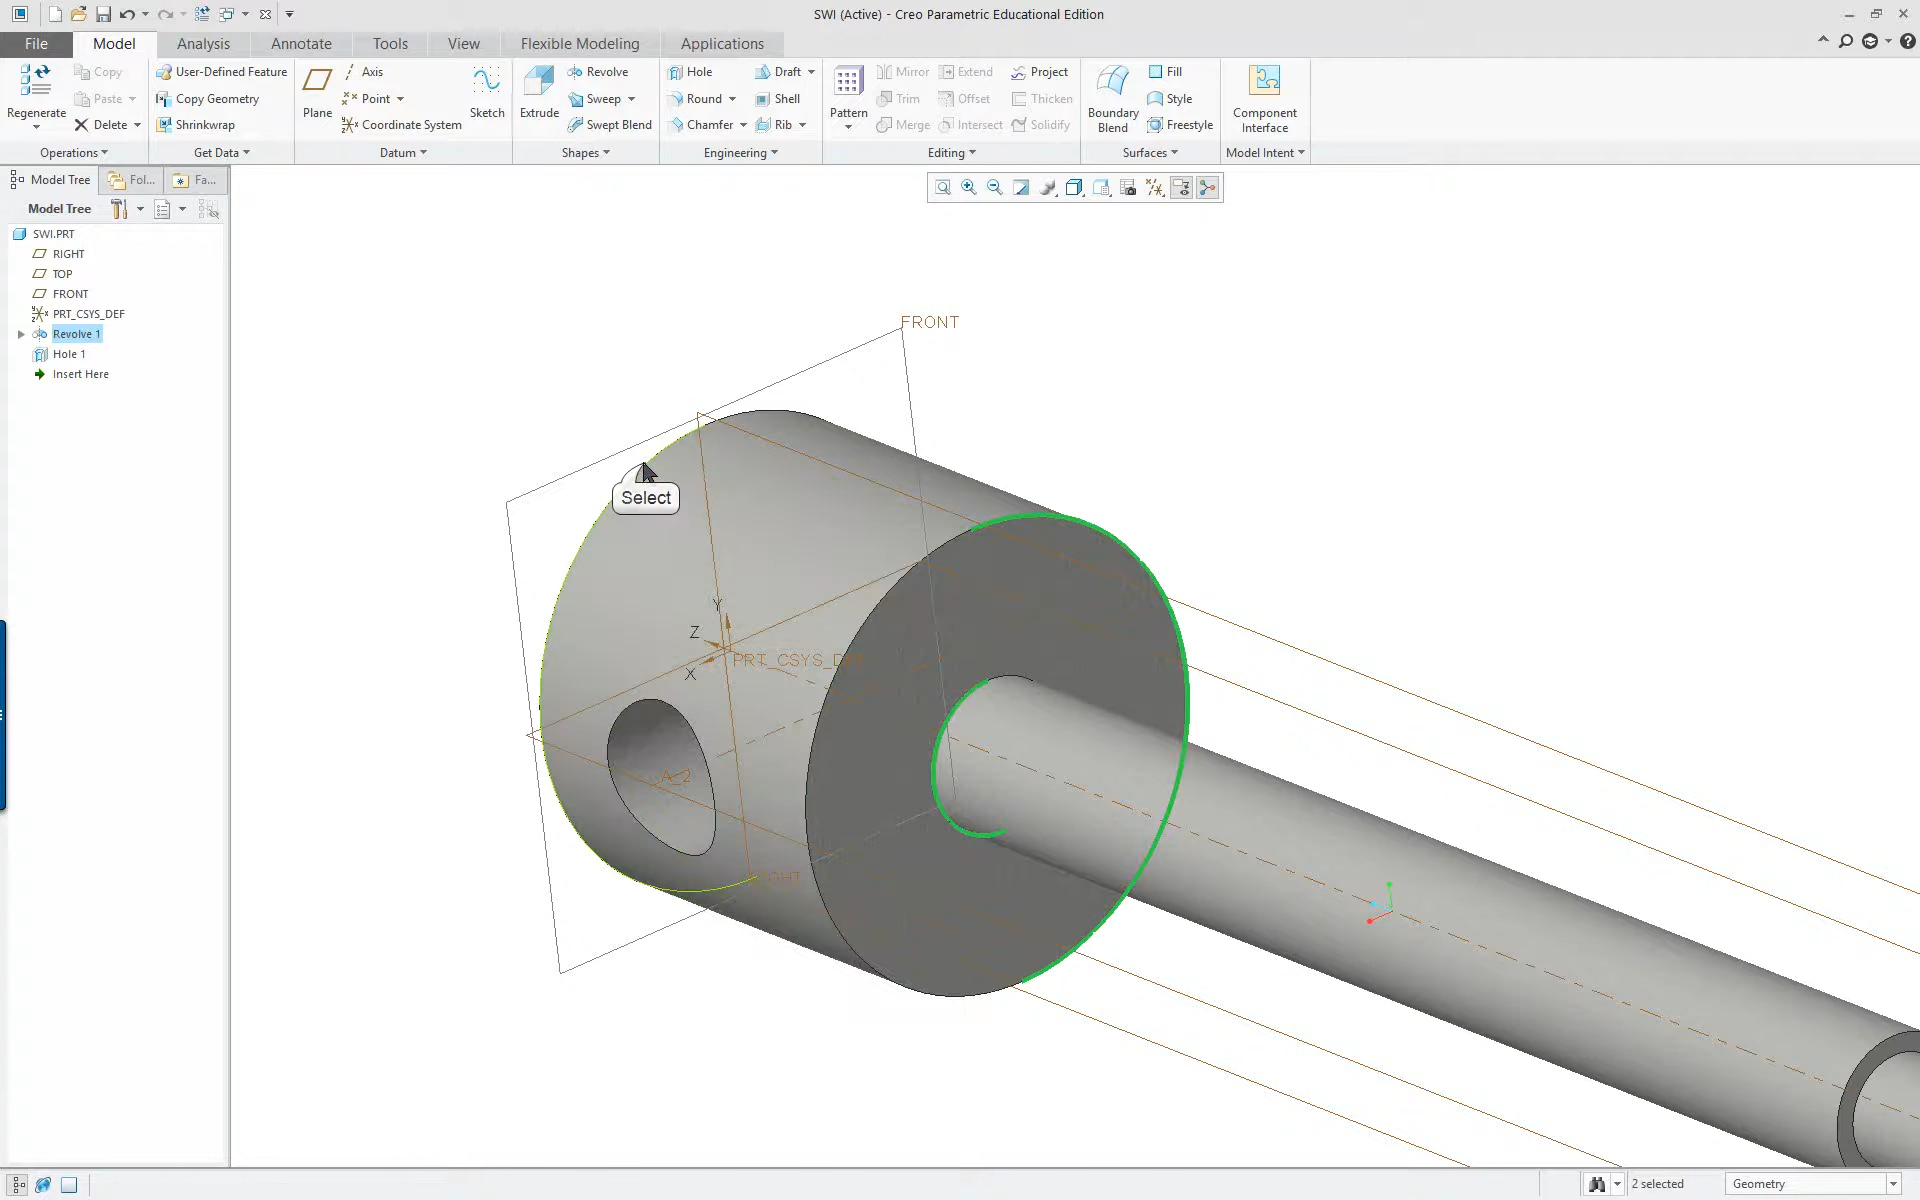 SWI (Active) - Creo Parametric Educational Edition
File
Model
Analysis
Annotate
Tools
View
Flexible Modeling
Applications
Regenerate
Copy
Paste
Delete
Operations
User-Defined Feature
Copy Geometry
Shrinkwrap
Get Data
Plane
Axis
Point
Coordinate System
Sketch
Datum
Extrude
Revolve
Sweep
Swept Blend
Shapes
Hole
Round
Chamfer
Draft
Shell
Rib
Engineering
Pattern
Mirror
Trim
Merge
Extend
Offset
Intersect
Project
Thicken
Solidify
Editing
Boundary
Blend
Fill
Style
Freestyle
Surfaces
Component
Interface
Model Intent
Model Tree
Fol...
Fa...
Model Tree
SWI.PRT
RIGHT
TOP
FRONT
PRT_CSYS_DEF
Revolve 1
Hole 1
Insert Here
FRONT
Select
Y
Z
X
PRT_CSYS_DEF
A_2
RIGHT
2 selected
Geometry